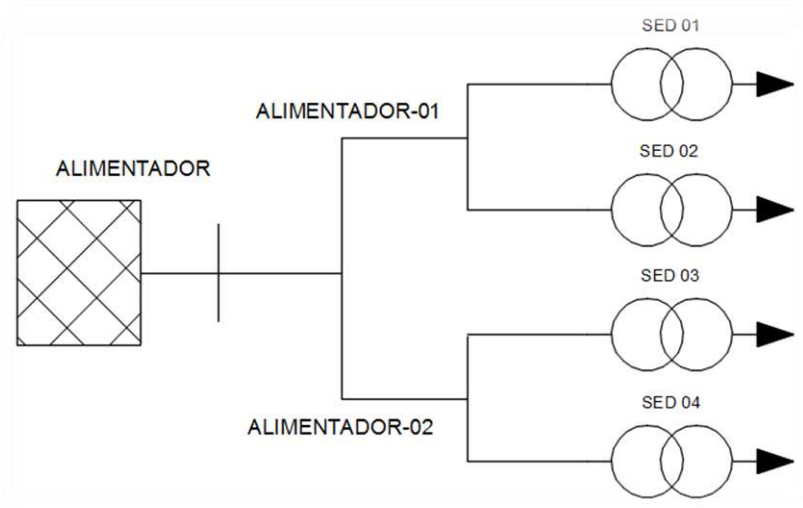 SED 01
ALIMENTADOR-01
SED 02
ALIMENTADOR
SED 03
SED 04
ALIMENTADOR-02